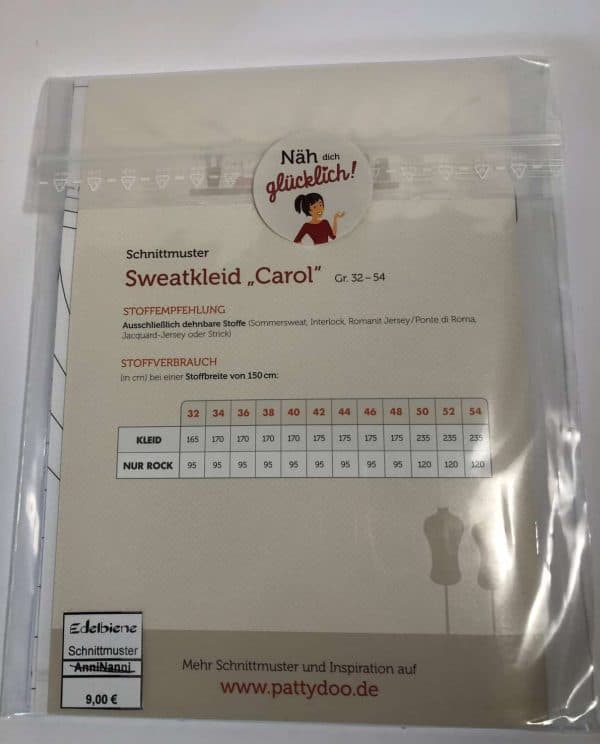 Näh dich
glücklich!
Schnittmuster
Sweatkleid „Carol“ Gr. 32 – 54
STOFFEMPFEHLUNG
Ausschließlich dehnbare Stoffe (Sommersweat, Interlock, Romanit Jersey/Ponte di Roma,
Jacquard-Jersey oder Strick)
STOFFVERBRAUCH
(in cm) bei einer Stoffbreite von 150 cm:
32 34 36 38 40 42 44 46 48 50 52 54
KLEID 165 170 170 170 170 175 175 175 175 235 235 235
NUR ROCK 95 95 95 95 95 95 95 95 95 120 120 120
Edelbiene
Schnittmuster
AnniNanni
9,00 €
Mehr Schnittmuster und Inspiration auf
www.pattydoo.de